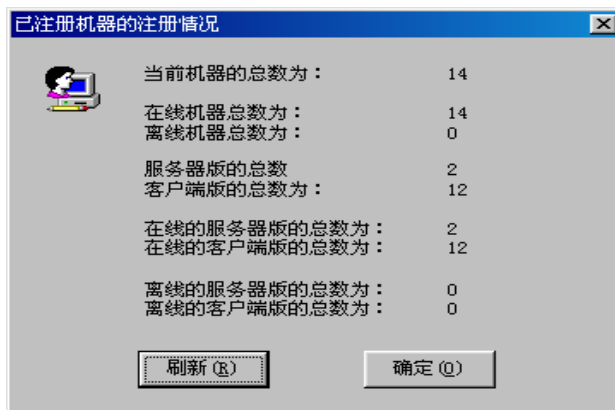 已注册机器的注册情况
当前机器的总数为： 14
在线机器总数为： 14
离线机器总数为： 0
服务器版的总数 2
客户端版的总数为： 12
在线的服务器版的总数为： 2
在线的客户端版的总数为： 12
离线的服务器版的总数为： 0
离线的客户端版的总数为： 0
刷新(R) 确定(O)